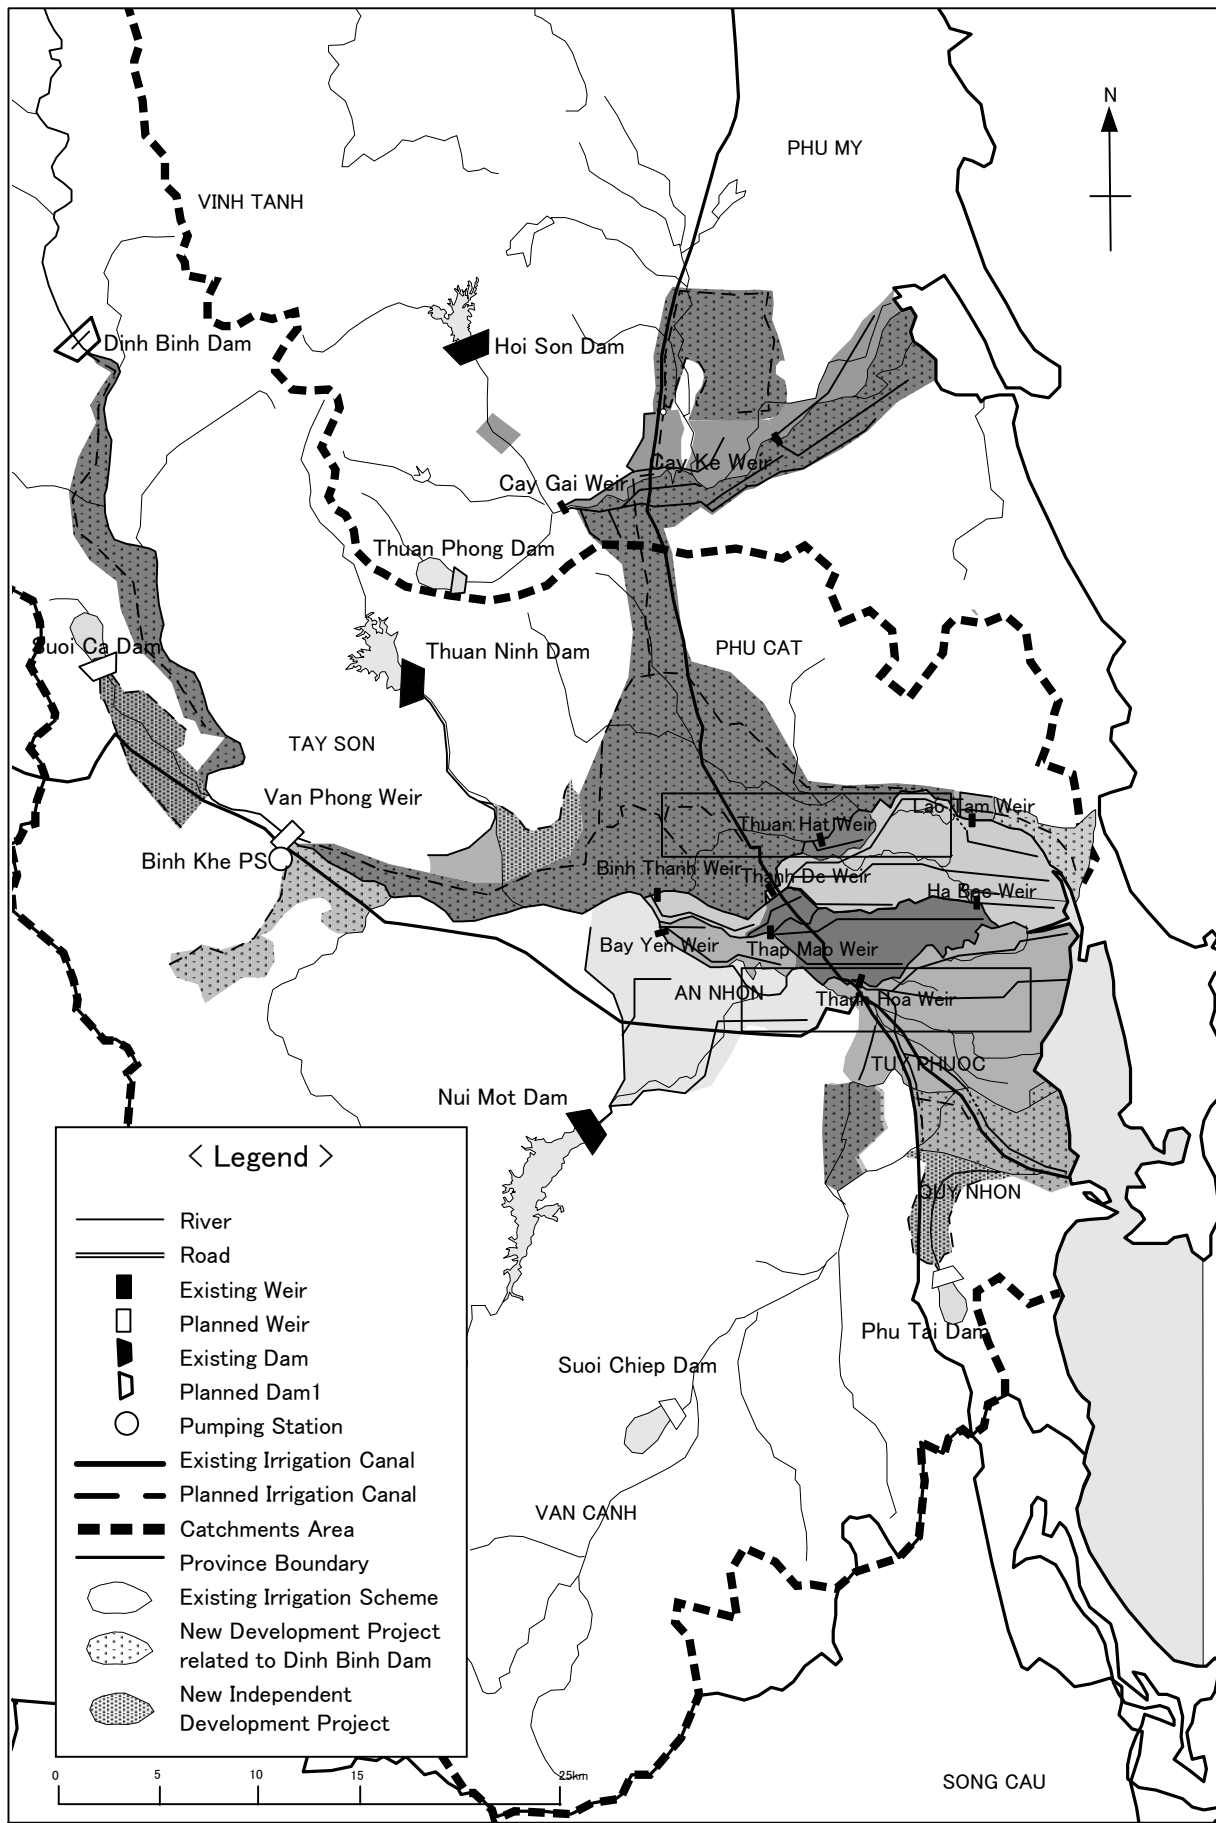 N
PHU MY
VINH TANH
Dinh Binh Dam
Hoi Son Dam
Cay Ke Weir
Cay Gai Weir
Thuan Phong Dam
Suoi Ca Dam
Thuan Ninh Dam
PHU CAT
TAY SON
Van Phong Weir
Lao Tam Weir
Thuan Hat Weir
Binh Khe PS
Binh Thanh Weir
Thanh De Weir
Ha Bac Weir
Bay Yen Weir
Thap Mao Weir
AN NHON
Thanh Hoa Weir
TUY PHUOC
Nui Mot Dam
QUY NHON
Phu Tai Dam
Suoi Chiep Dam
VAN CANH
SONG CAU
< Legend >
River
Road
Existing Weir
Planned Weir
Existing Dam
Planned Dam1
Pumping Station
Existing Irrigation Canal
Planned Irrigation Canal
Catchments Area
Province Boundary
Existing Irrigation Scheme
New Development Project
related to Dinh Binh Dam
New Independent
Development Project
0 5 10 15 25km